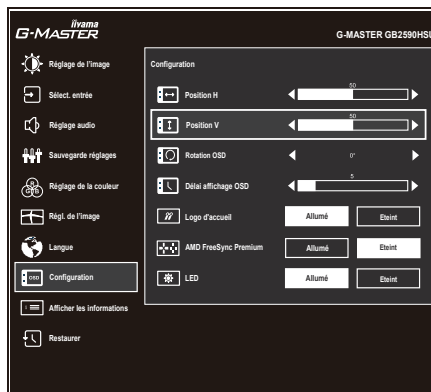 iiyama
G-MASTER
G-MASTER GB2590HSU
Réglage de l'image
Sélect. entrée
Réglage audio
Sauvegarde réglages
R
G B
Réglage de la couleur
Régl. de l'image
Langue
OSD
Configuration
i
Afficher les informations
Restaurer
Configuration
Position H
50
Position V
50
Rotation OSD
0°
Délai affichage OSD
5
Logo d'accueil
Allumé
Eteint
AMD FreeSync Premium
Allumé
Eteint
LED
Allumé
Eteint